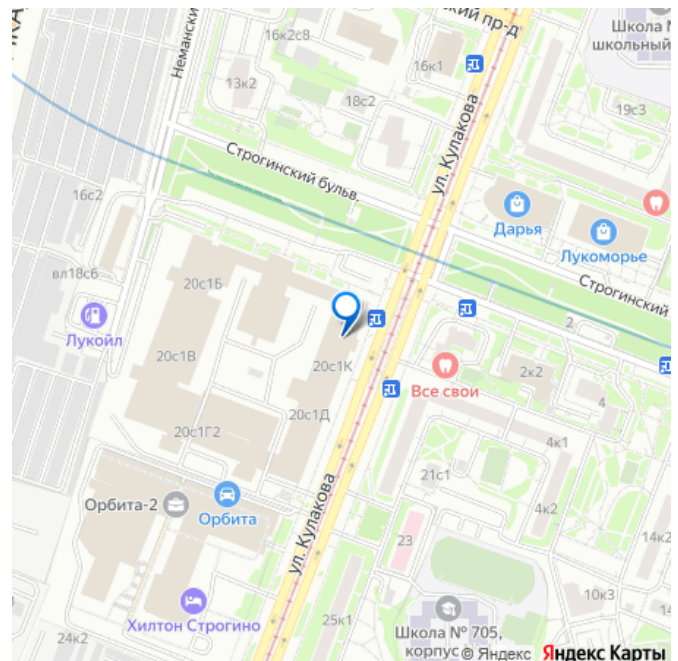 ский пр-д
Школа №
школьный
16к2с8
Неманский
16к1
13к2
18с2
19с3
ул. Кулакова
Строгинский бульв.
16с2
Дарья
Лукоморье
вл18с6
20с1Б
Строгинский
Лукойл
2
20с1В
20с1К
2к2
Все свои
4
20с1Д
20с1Г2
4к1
21с1
Орбита-2
Орбита
ул. Кулакова
4к2
23
14к2
10к3
Хилтон Строгино
25к1
14
Школа № 705,
корпус
24к2
© Яндекс Яндекс Карты